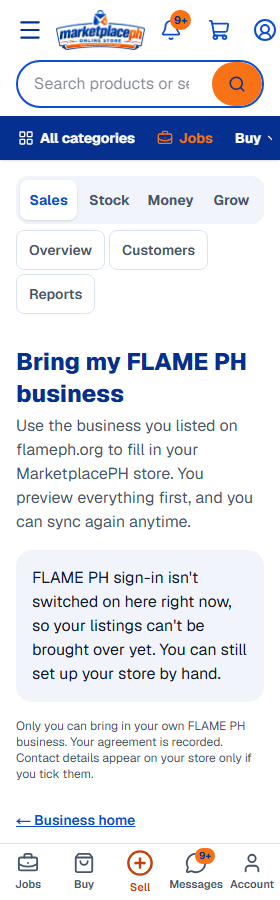 9+
marketplaceph
ONLINE STORE
Search products or se
All categories
Jobs
Buy
Sales Stock Money Grow
Overview Customers
Reports
Bring my FLAME PH
business
Use the business you listed on
flameph.org to fill in your
MarketplacePH store. You
preview everything first, and you
can sync again anytime.
FLAME PH sign-in isn't
switched on here right now,
so your listings can't be
brought over yet. You can still
set up your store by hand.
Only you can bring in your own FLAME PH
business. Your agreement is recorded.
Contact details appear on your store only if
you tick them.
← Business home
9+
Jobs Buy Sell Messages Account